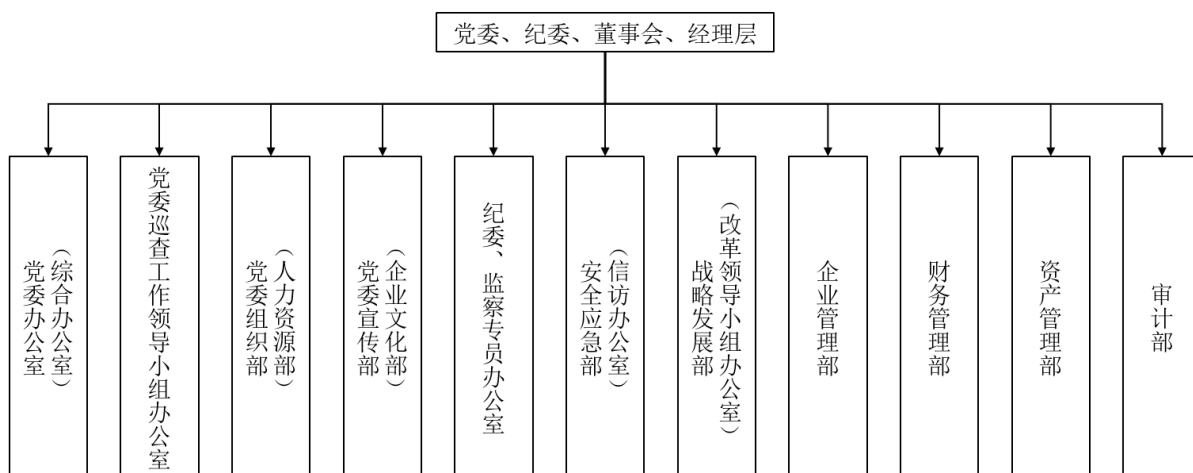 党委、纪委、董事会、经理层
党委办公室
（综合办公室）
党委巡查工作领导小组办公室
党委组织部
（人力资源部）
党委宣传部
（企业文化部）
纪委、监察专员办公室
安全应急部
（信访办公室）
战略发展部
（改革领导小组办公室）
企业管理部
财务管理部
资产管理部
审计部